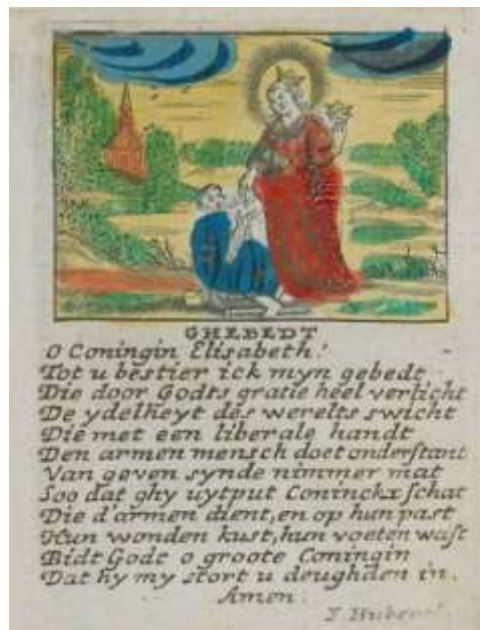 GHEBEDT
O Coningin Elisabeth!
Tot u bestier ick myn gebedt
Die door Godts gratie heel verlicht
De ydelheyt des werelts swicht
Die met een liberale handt
Den armen mensch doet onderstant
Van geven synde nimmer mat
Soo dat ghy uytput Coninckx schat
Die d'armen dient, en op hun past
Hun wonden kust, hun voeten wast
Bidt Godt o groote Coningin
Dat hy my stort u deughden in.
Amen.